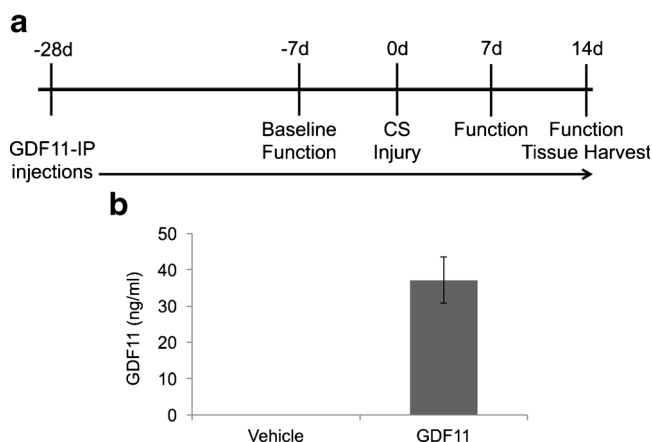 a
-28d -7d 0d 7d 14d
GDF11-IP
injections
Baseline
Function
CS
Injury
Function
Function
Tissue Harvest
b
GDF11 (ng/ml)
50
40
30
20
10
0
Vehicle GDF11